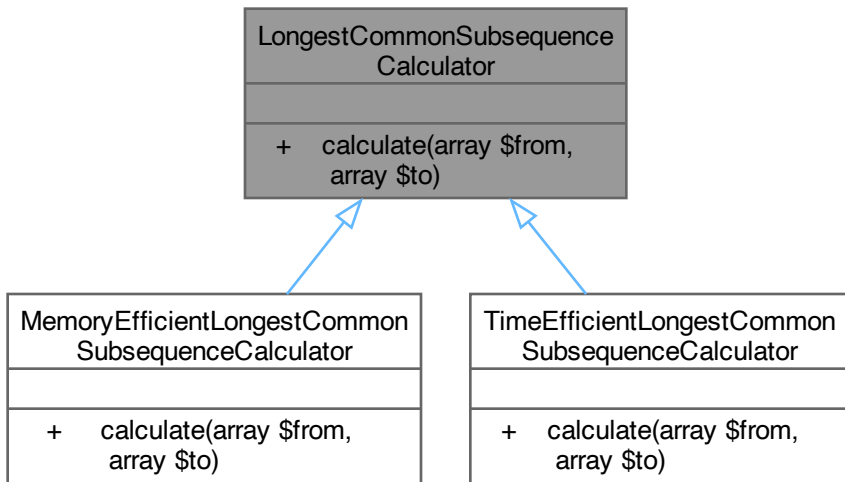 LongestCommonSubsequence
Calculator
+ calculate(array $from,
array $to)
MemoryEfficientLongestCommon
SubsequenceCalculator
+ calculate(array $from,
array $to)
TimeEfficientLongestCommon
SubsequenceCalculator
+ calculate(array $from,
array $to)